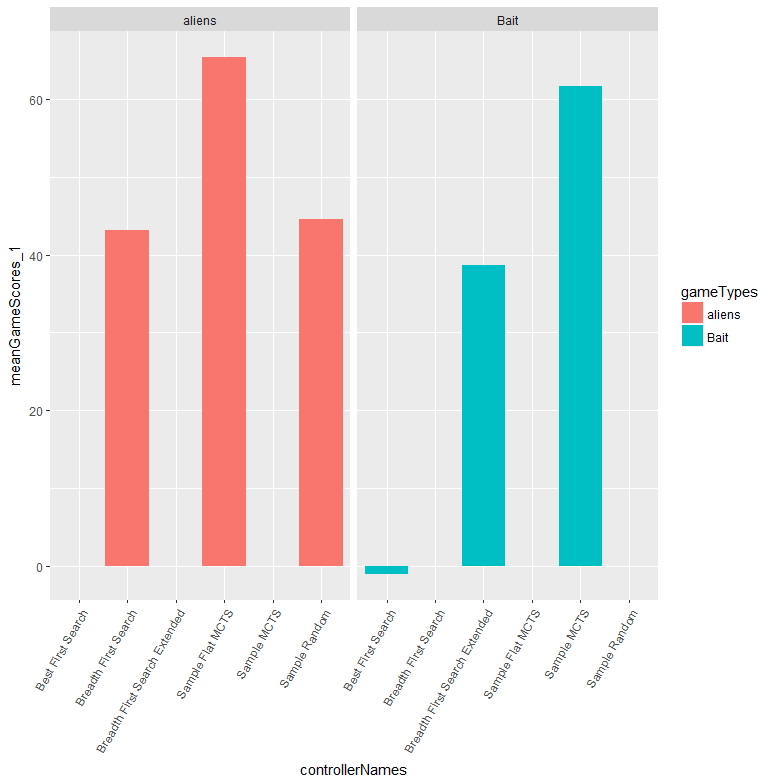 aliens
Bait
meanGameScores_1
60
40
20
0
gameTypes
aliens
Bait
Best First Search
Breadth First Search
Breadth First Search Extended
Sample Flat MCTS
Sample MCTS
Sample Random
Best First Search
Breadth First Search
Breadth First Search Extended
Sample Flat MCTS
Sample MCTS
Sample Random
controllerNames